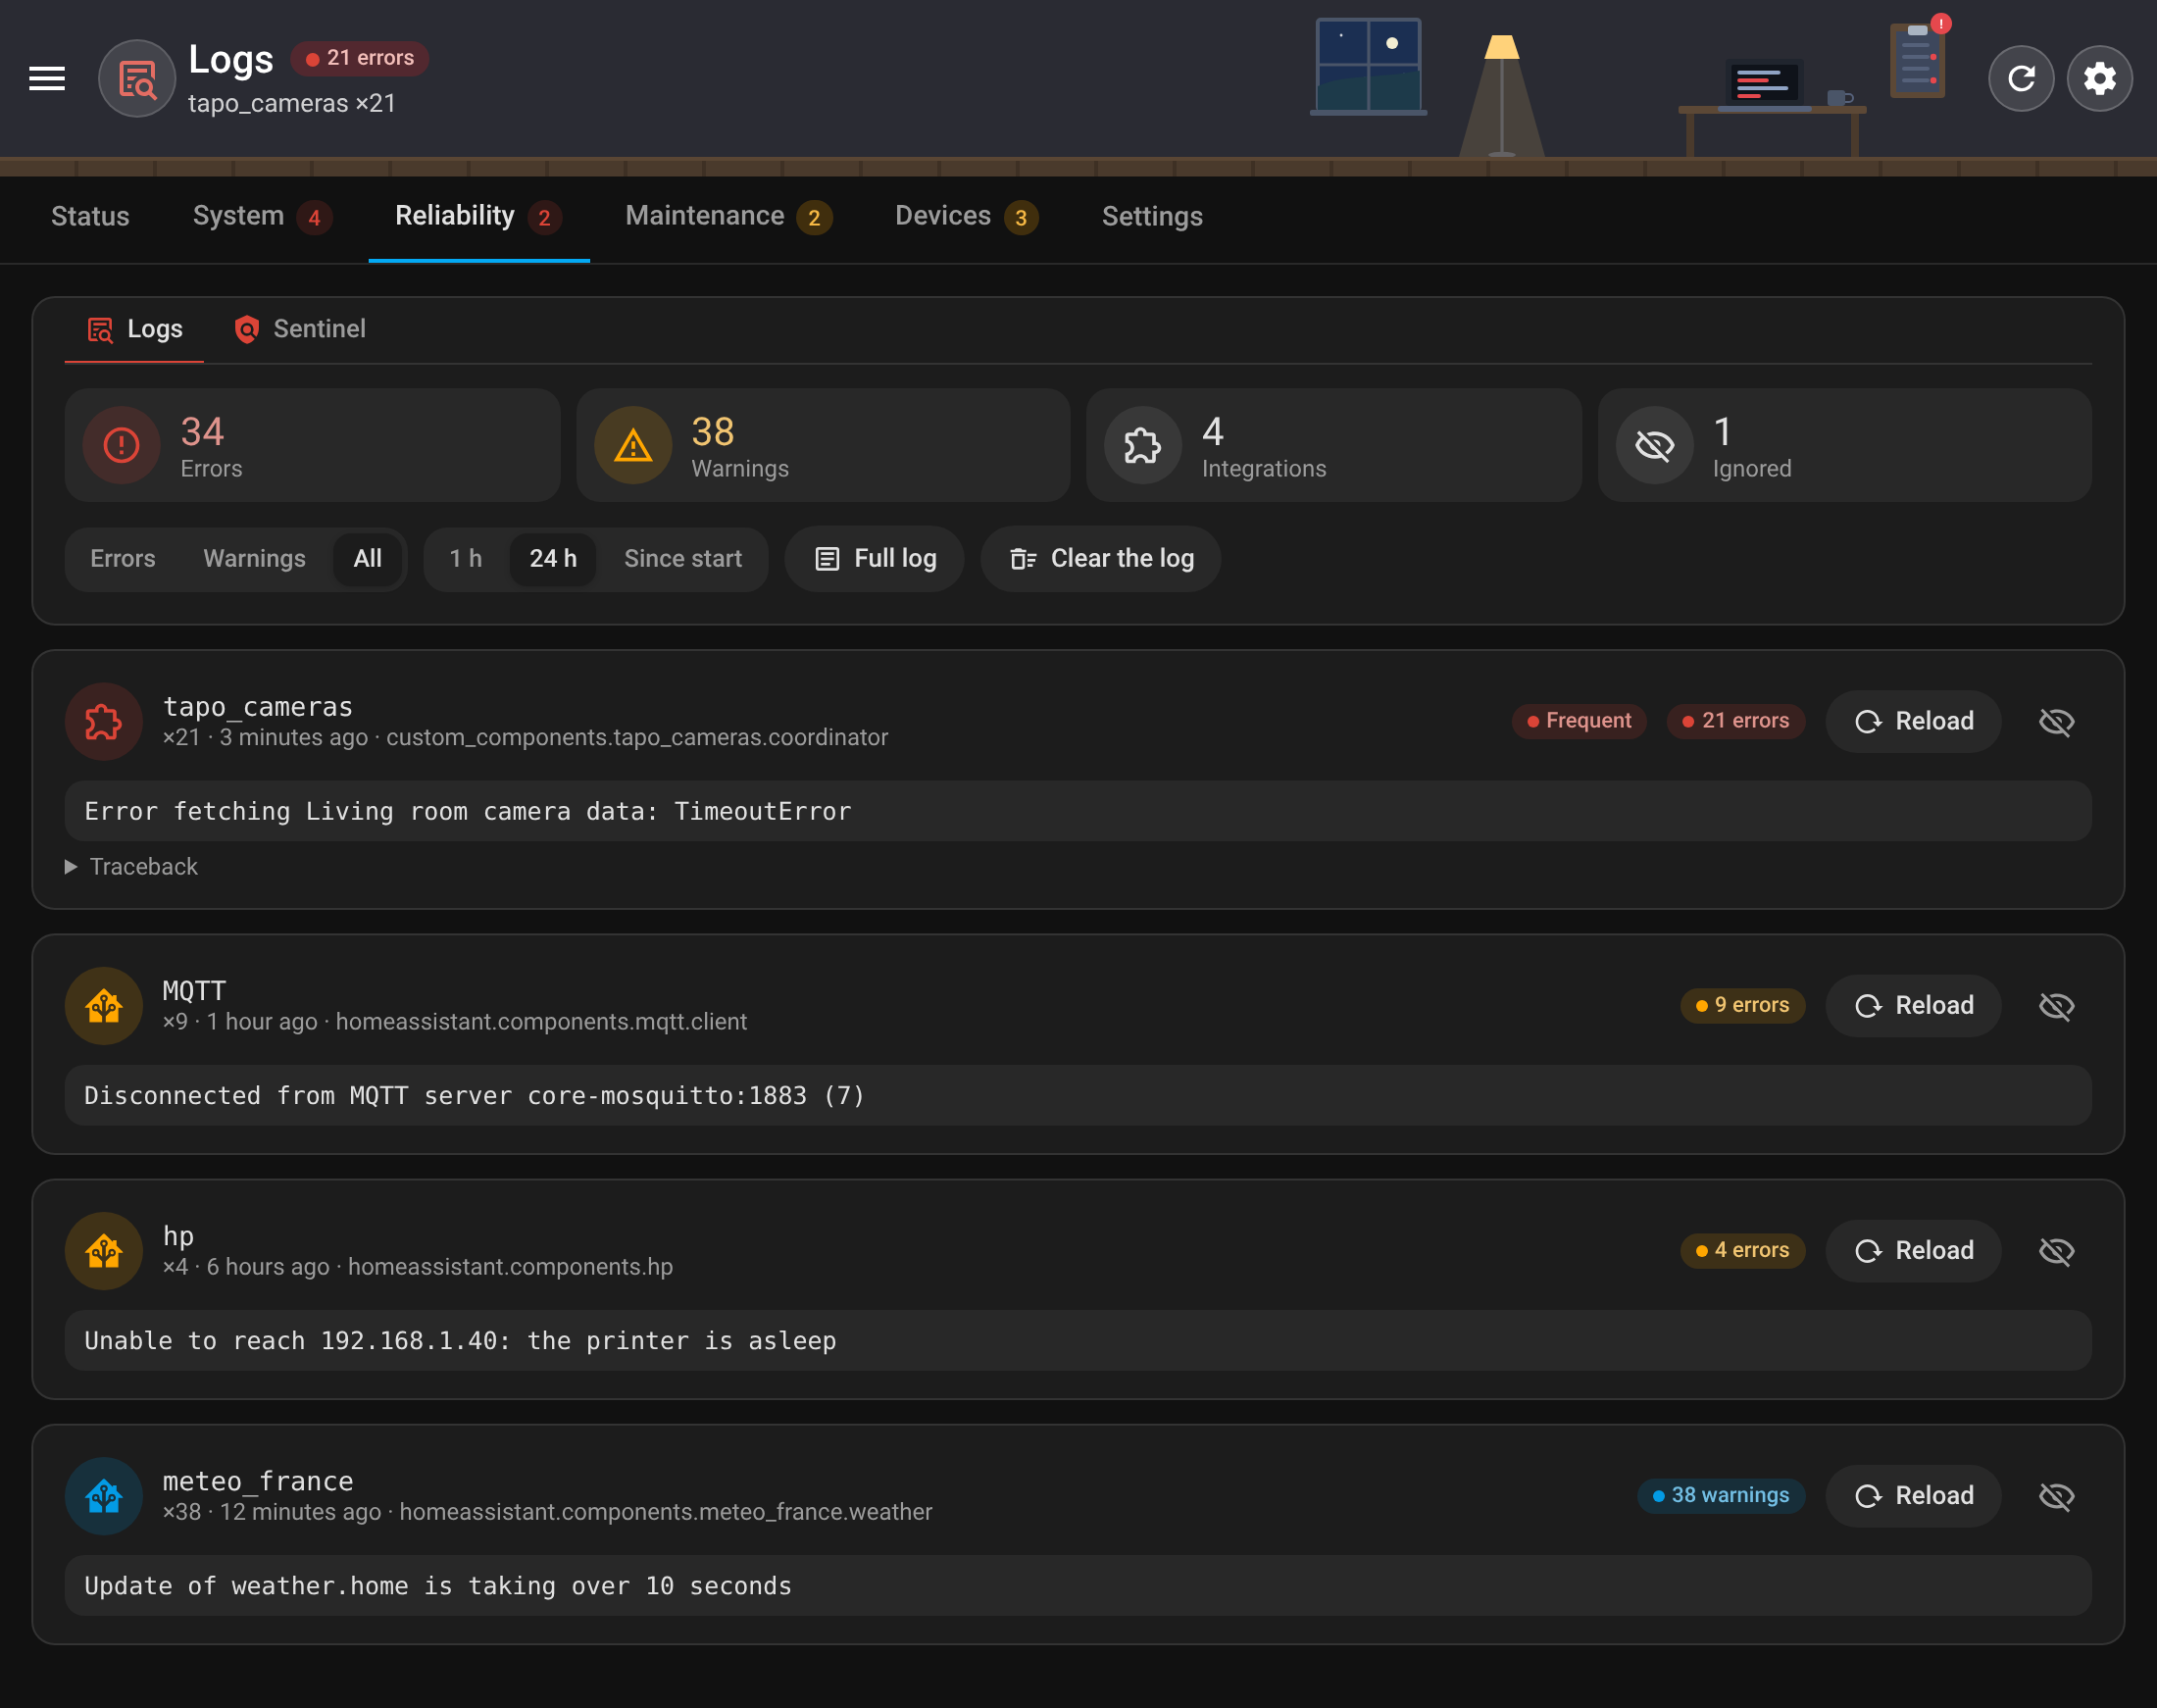 Logs
21 errors
tapo_cameras ×21
!
Status
System 4
Reliability 2
Maintenance 2
Devices 3
Settings
Logs
Sentinel
34
Errors
38
Warnings
4
Integrations
1
Ignored
Errors
Warnings
All
1 h
24 h
Since start
Full log
Clear the log
tapo_cameras
×21 · 3 minutes ago · custom_components.tapo_cameras.coordinator
Frequent
21 errors
Reload
Error fetching Living room camera data: TimeoutError
Traceback
MQTT
×9 · 1 hour ago · homeassistant.components.mqtt.client
9 errors
Reload
Disconnected from MQTT server core-mosquitto:1883 (7)
hp
×4 · 6 hours ago · homeassistant.components.hp
4 errors
Reload
Unable to reach 192.168.1.40: the printer is asleep
meteo_france
×38 · 12 minutes ago · homeassistant.components.meteo_france.weather
38 warnings
Reload
Update of weather.home is taking over 10 seconds